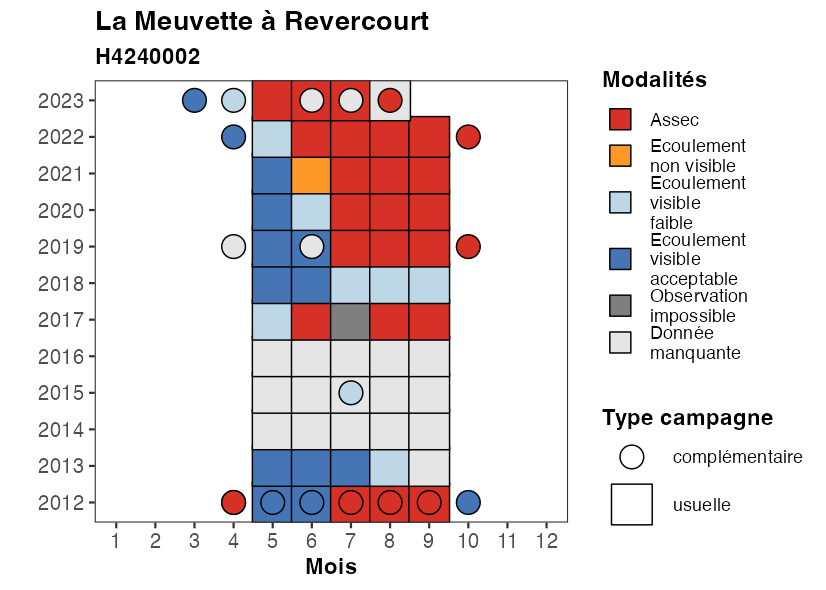 La Meuvette à Revercourt
H4240002
2023
2022
2021
2020
2019
2018
2017
2016
2015
2014
2013
2012
1 2 3 4 5 6 7 8 9 10 11 12
Mois
Modalités
Assec
Ecoulement
non visible
Ecoulement
visible
faible
Ecoulement
visible
acceptable
Observation
impossible
Donnée
manquante
Type campagne
complémentaire
usuelle